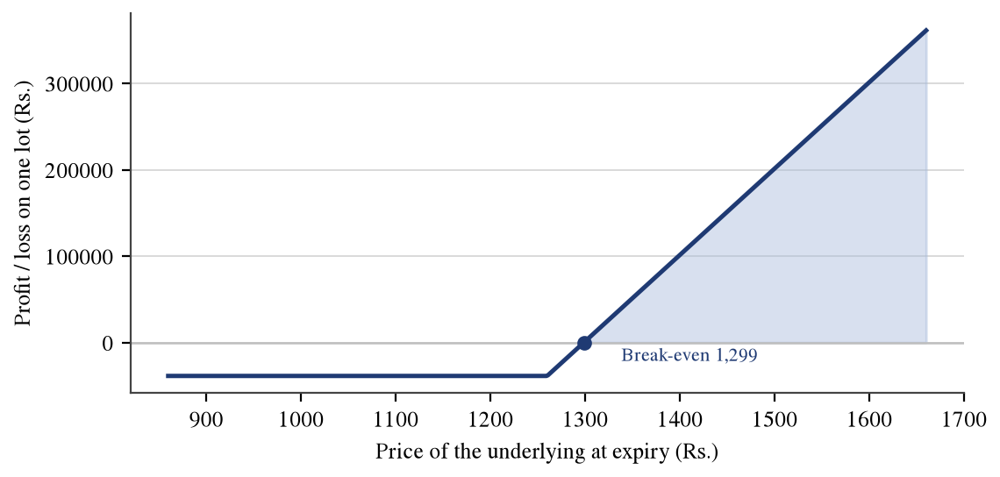 Profit / loss on one lot (Rs.)
300000
200000
100000
0
Break-even 1,299
900 1000 1100 1200 1300 1400 1500 1600 1700
Price of the underlying at expiry (Rs.)